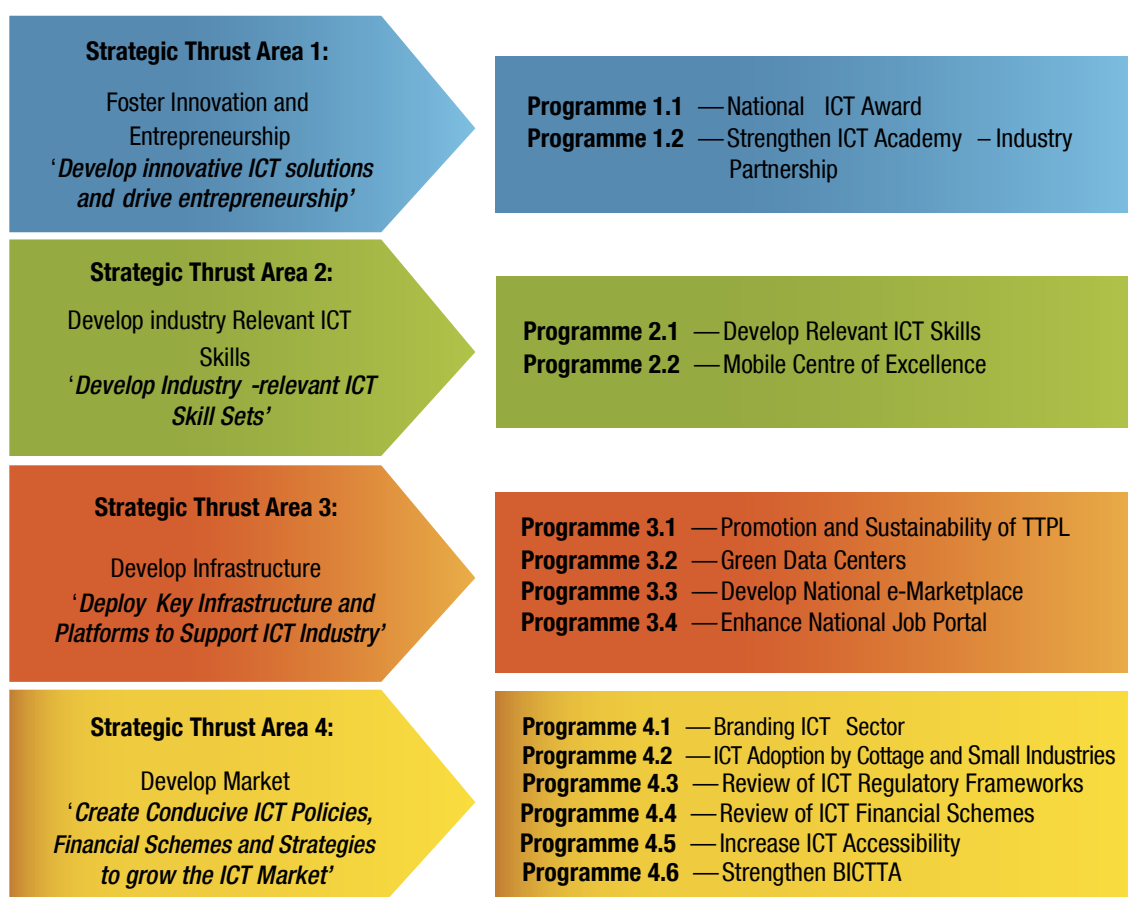 Strategic Thrust Area 1:
Foster Innovation and
Entrepreneurship
‘Develop innovative ICT solutions
and drive entrepreneurship’
Programme 1.1 —National ICT Award
Programme 1.2 —Strengthen ICT Academy – Industry
Partnership
Strategic Thrust Area 2:
Develop industry Relevant ICT
Skills
‘Develop Industry -relevant ICT
Skill Sets’
Programme 2.1 —Develop Relevant ICT Skills
Programme 2.2 —Mobile Centre of Excellence
Strategic Thrust Area 3:
Develop Infrastructure
‘Deploy Key Infrastructure and
Platforms to Support ICT Industry’
Programme 3.1 —Promotion and Sustainability of TTPL
Programme 3.2 —Green Data Centers
Programme 3.3 —Develop National e-Marketplace
Programme 3.4 —Enhance National Job Portal
Strategic Thrust Area 4:
Develop Market
‘Create Conducive ICT Policies,
Financial Schemes and Strategies
to grow the ICT Market’
Programme 4.1 —Branding ICT Sector
Programme 4.2 —ICT Adoption by Cottage and Small Industries
Programme 4.3 —Review of ICT Regulatory Frameworks
Programme 4.4 —Review of ICT Financial Schemes
Programme 4.5 —Increase ICT Accessibility
Programme 4.6 —Strengthen BICTTA